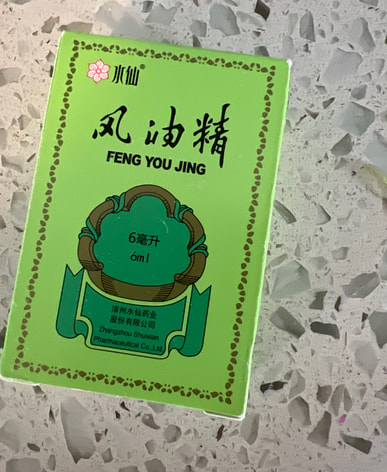 水仙®
风油精
FENG YOU JING
6毫升
6ml
漳州水仙药业
股份有限公司
Zhangzhou Shuixian
Pharmaceutical Co.,Ltd.